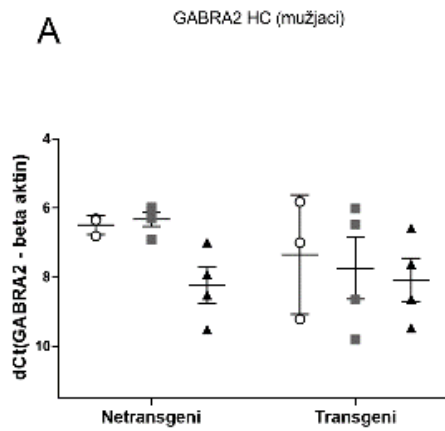 A
GABRA2 HC (mužjaci)
dCt(GABRA2 - beta aktin)
4
6
8
10
Netransgeni Transgeni